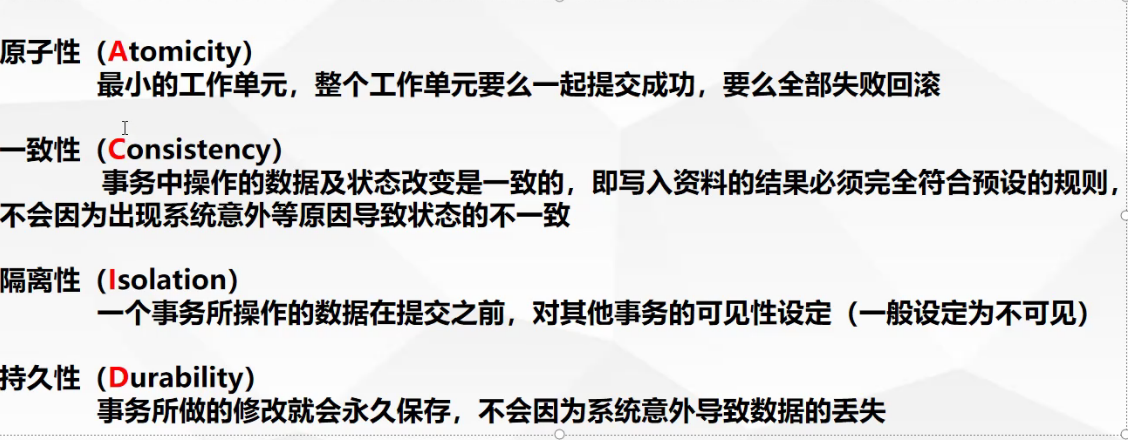 原子性（Atomicity）
最小的工作单元，整个工作单元要么一起提交成功，要么全部失败回滚
一致性（Consistency）
事务中操作的数据及状态改变是一致的，即写入资料的结果必须完全符合预设的规则，
不会因为出现系统意外等原因导致状态的不一致
隔离性（Isolation）
一个事务所操作的数据在提交之前，对其他事务的可见性设定（一般设定为不可见）
持久性（Durability）
事务所做的修改就会永久保存，不会因为系统意外导致数据的丢失